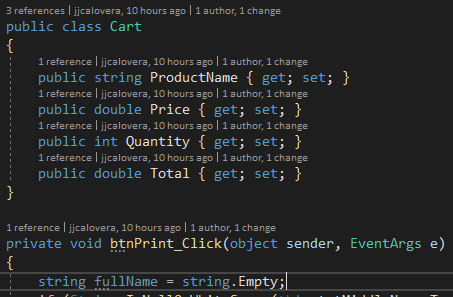 3 references | jjcalovera, 10 hours ago | 1 author, 1 change
public class Cart
{
1 reference | jjcalovera, 10 hours ago | 1 author, 1 change
public string ProductName { get; set; }
1 reference | jjcalovera, 10 hours ago | 1 author, 1 change
public double Price { get; set; }
1 reference | jjcalovera, 10 hours ago | 1 author, 1 change
public int Quantity { get; set; }
1 reference | jjcalovera, 10 hours ago | 1 author, 1 change
public double Total { get; set; }
}
1 reference | jjcalovera, 10 hours ago | 1 author, 1 change
private void btnPrint_Click(object sender, EventArgs e)
{
string fullName = string.Empty;